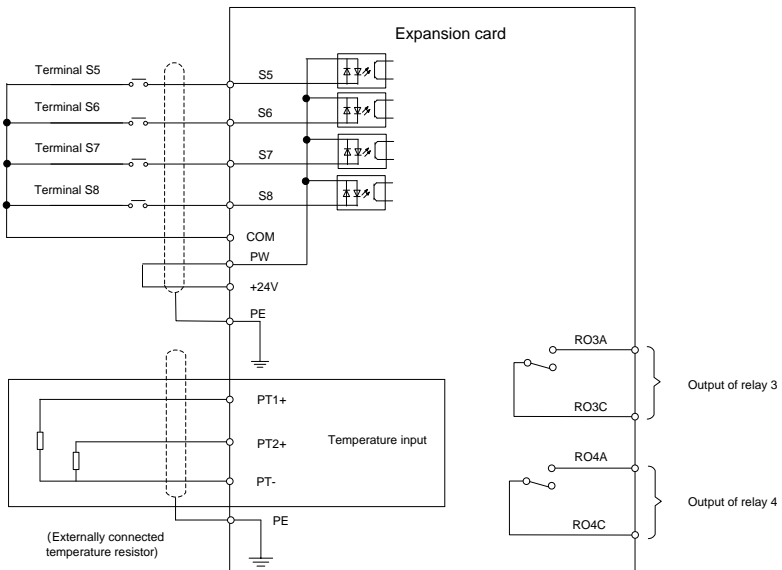 Expansion card
Terminal S5
S5
Terminal S6
S6
Terminal S7
S7
Terminal S8
S8
COM
PW
+24V
PE
RO3A
Output of relay 3
RO3C
PT1+
PT2+
Temperature input
PT-
RO4A
Output of relay 4
RO4C
PE
(Externally connected
temperature resistor)